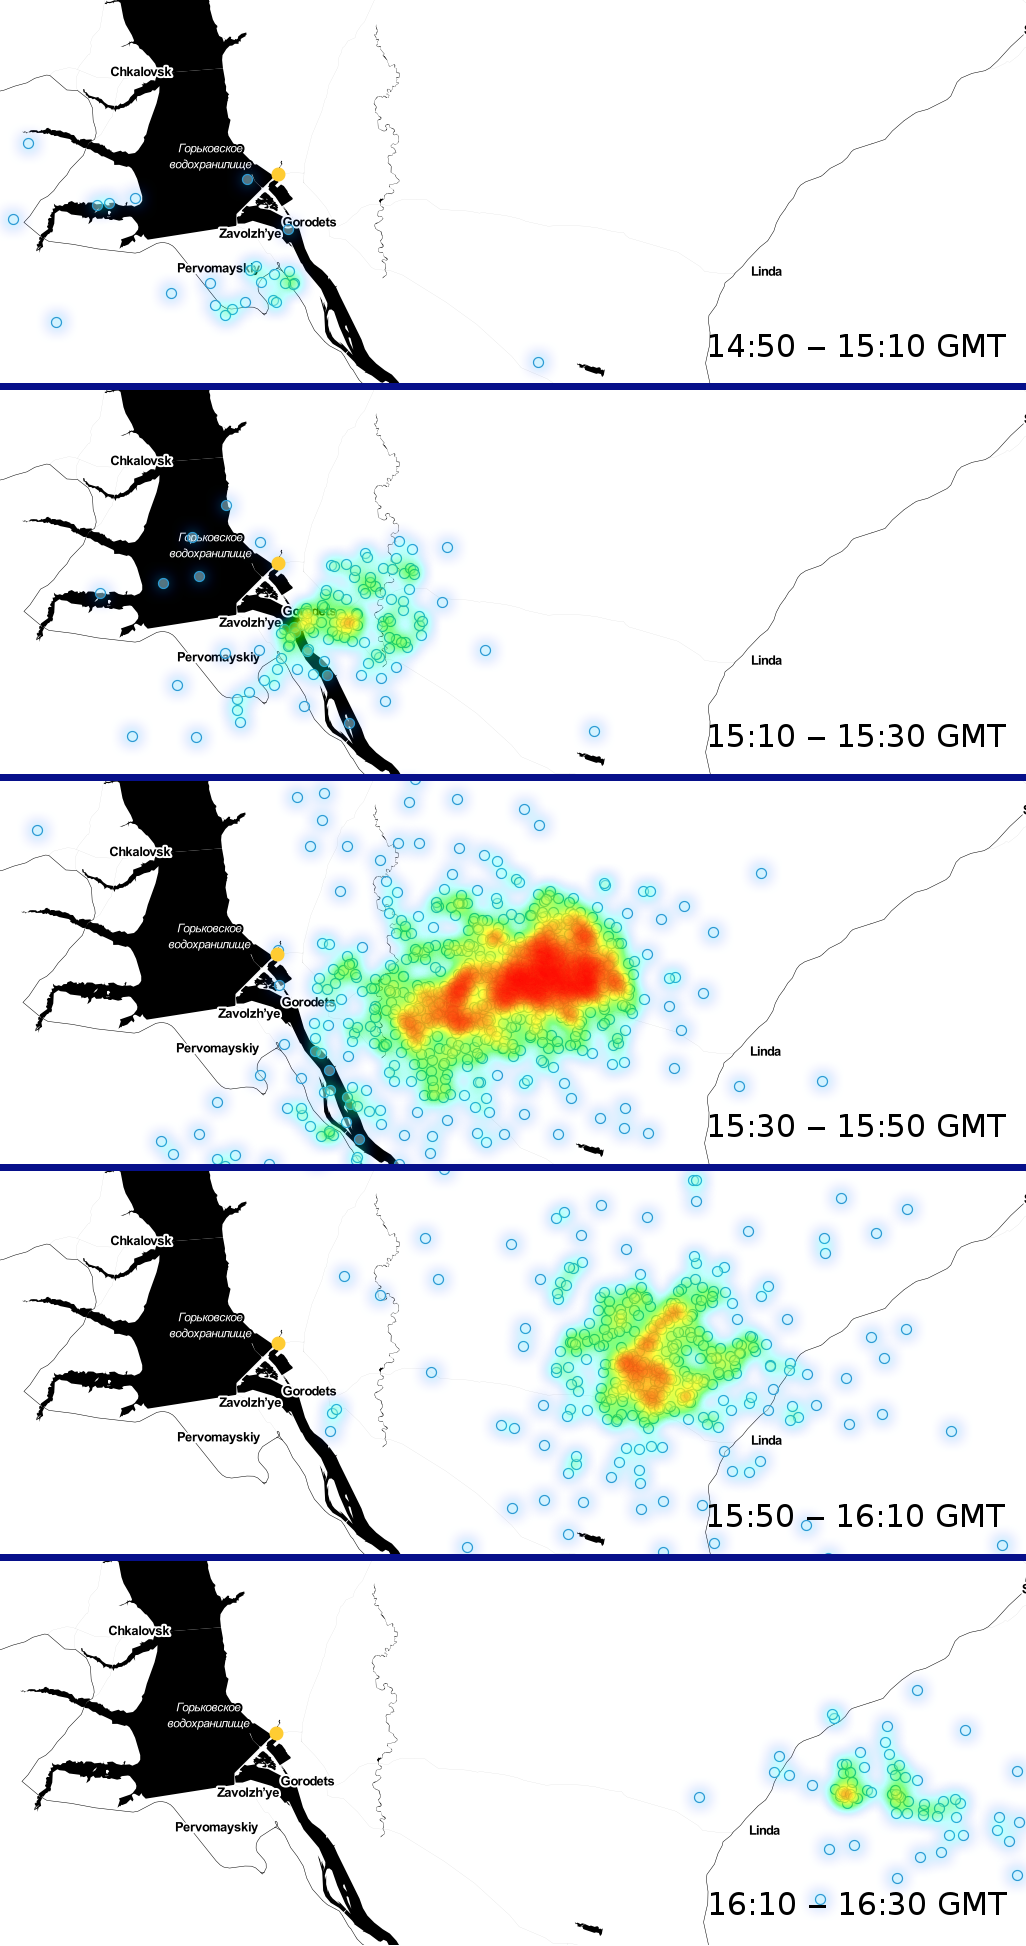 Chkalovsk
Горьковское
водохранилище
Gorodets
Zavolzh'ye
Pervomayskiy
Linda
14:50 – 15:10 GMT
Chkalovsk
Горьковское
водохранилище
Gorodets
Zavolzh'ye
Pervomayskiy
Linda
15:10 – 15:30 GMT
Chkalovsk
Горьковское
водохранилище
Gorodets
Zavolzh'ye
Pervomayskiy
Linda
15:30 – 15:50 GMT
Chkalovsk
Горьковское
водохранилище
Gorodets
Zavolzh'ye
Pervomayskiy
Linda
15:50 – 16:10 GMT
Chkalovsk
Горьковское
водохранилище
Gorodets
Zavolzh'ye
Pervomayskiy
Linda
16:10 – 16:30 GMT